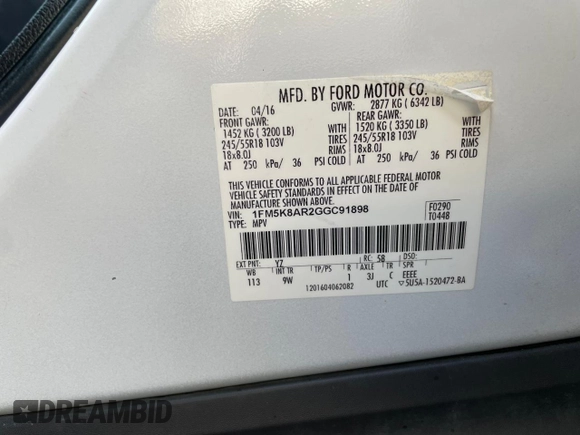 MFD. BY FORD MOTOR CO.
DATE: 04/16 GVWR: 2877 KG ( 6342 LB)
FRONT GAWR: REAR GAWR:
1452 KG ( 3200 LB) WITH 1520 KG ( 3350 LB) WITH
245/55R18 103V TIRES 245/55R18 103V TIRES
18x8.0J RIMS 18x8.0J RIMS
AT 250 kPa/ 36 PSI COLD AT 250 kPa/ 36 PSI COLD
THIS VEHICLE CONFORMS TO ALL APPLICABLE FEDERAL MOTOR
VEHICLE SAFETY STANDARDS IN EFFECT ON THE DATE OF
MANUFACTURE SHOWN ABOVE.
VIN: 1FM5K8AR2GGC91898 F0290
TYPE: MPV T0448
EXT PNT: YZ RC: 58 DSO:
WB INT TR TP/PS R AXLE TR SPR
113 9W 1 3J C EEEE
1201604062082 UTC ▽5U5A-1520472-BA
DREAMBID